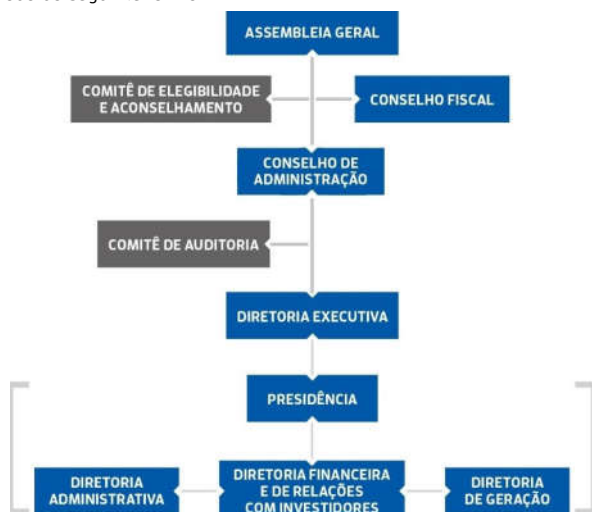 ASSEMBLEIA GERAL
COMITÊ DE ELEGIBILIDADE
E ACONSELHAMENTO
CONSELHO FISCAL
CONSELHO DE
ADMINISTRAÇÃO
COMITÊ DE AUDITORIA
DIRETORIA EXECUTIVA
PRESIDÊNCIA
DIRETORIA
ADMINISTRATIVA
DIRETORIA FINANCEIRA
E DE RELAÇÕES
COM INVESTIDORES
DIRETORIA
DE GERAÇÃO